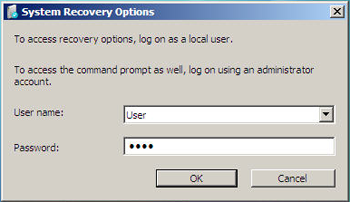 System Recovery Options
To access recovery options, log on as a local user.
To access the command prompt as well, log on using an administrator
account.
User name: User
Password: ••••
OK Cancel